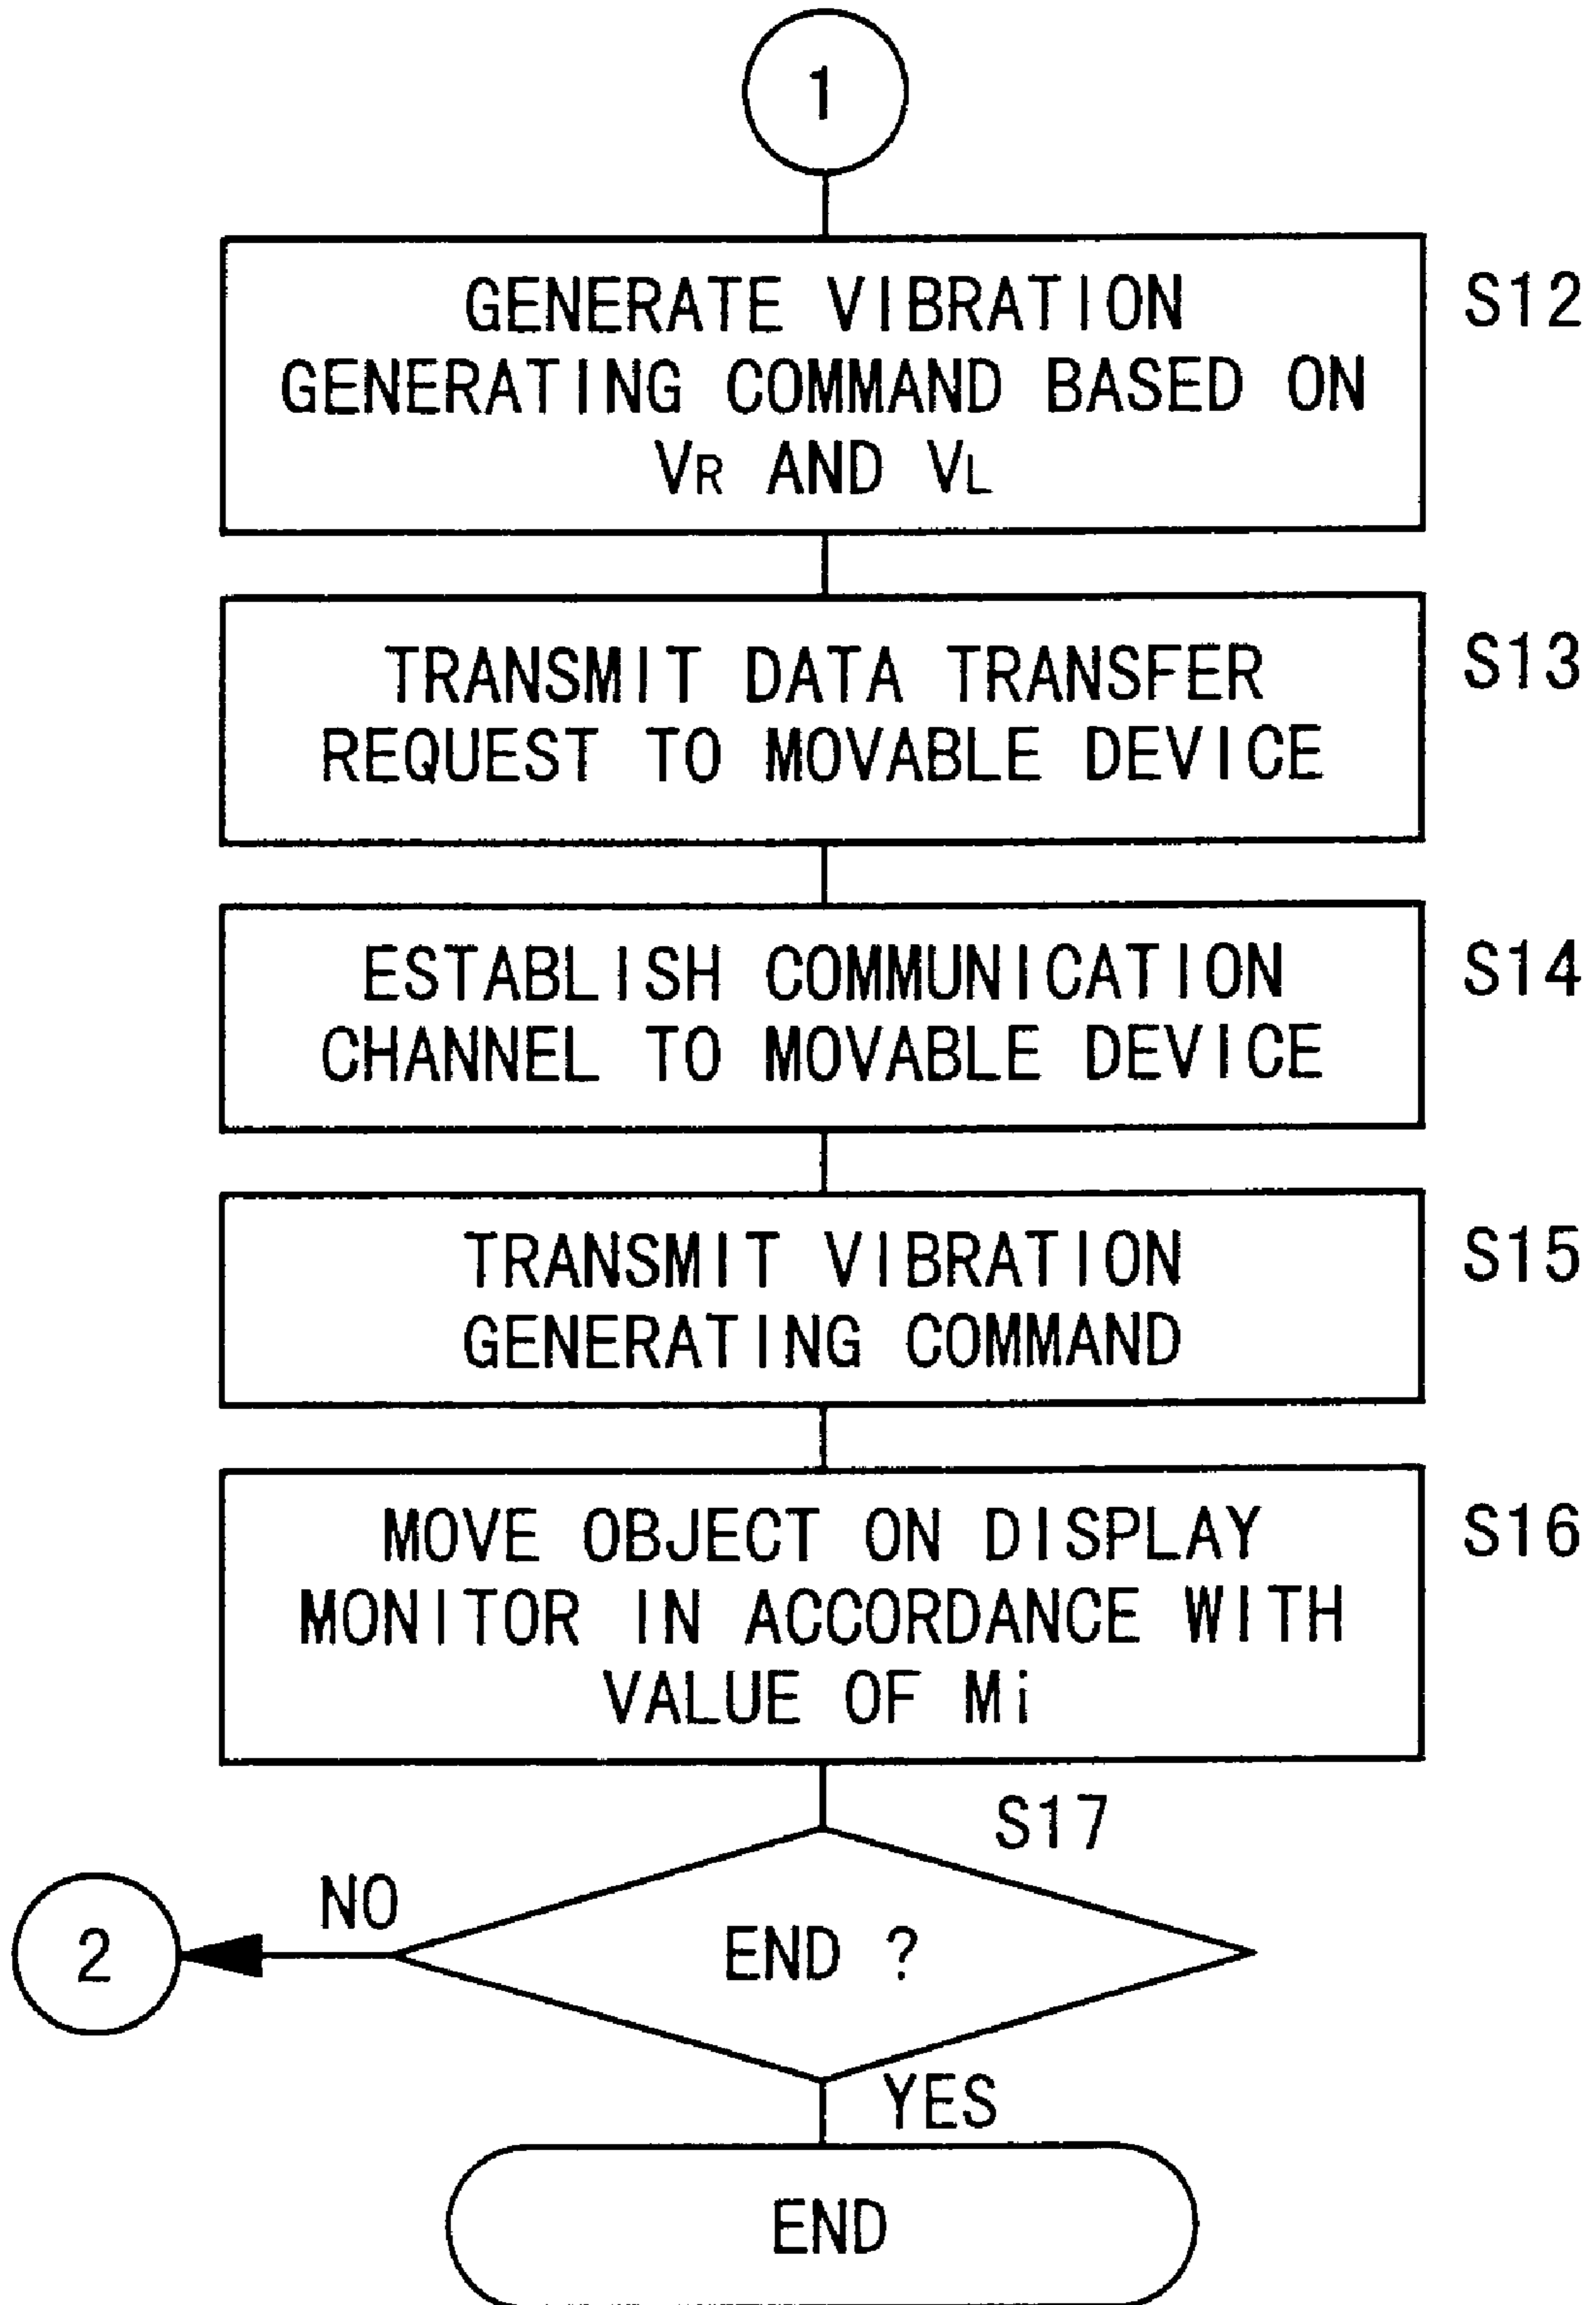 1
GENERATE VIBRATION
GENERATING COMMAND BASED ON
VR AND VL
S12
TRANSMIT DATA TRANSFER
REQUEST TO MOVABLE DEVICE
S13
ESTABLISH COMMUNICATION
CHANNEL TO MOVABLE DEVICE
S14
TRANSMIT VIBRATION
GENERATING COMMAND
S15
MOVE OBJECT ON DISPLAY
MONITOR IN ACCORDANCE WITH
VALUE OF Mi
S16
S17
END ?
NO
2
YES
END